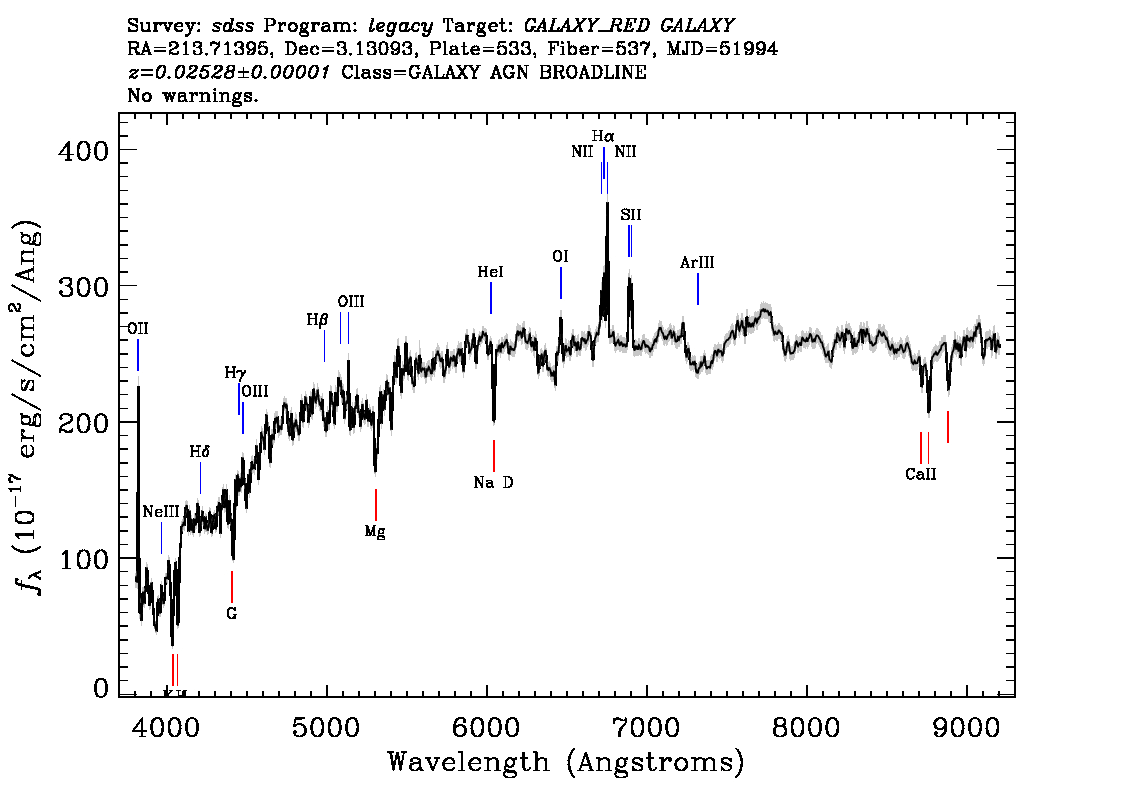 Survey: sdss Program: legacy Target: GALAXY_RED GALAXY
RA=213.71395, Dec=3.13093, Plate=533, Fiber=537, MJD=51994
z=0.02528±0.00001 Class=GALAXY AGN BROADLINE
No warnings.
Hα
NII NII
SII
OI
ArIII
HeI
OIII
Hβ
OII
Hγ
OIII
Hδ
NeIII
Na D
CaII
Mg
G
K H
400
300
200
100
0
f_λ (10^−17 erg/s/cm^2/Ang)
4000 5000 6000 7000 8000 9000
Wavelength (Angstroms)